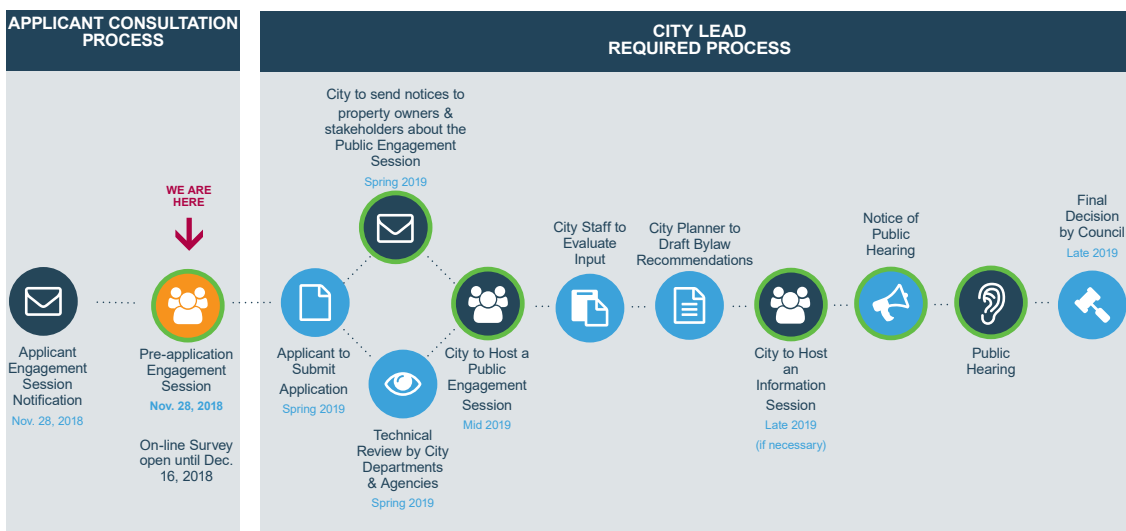 APPLICANT CONSULTATION
PROCESS
CITY LEAD
REQUIRED PROCESS
WE ARE
HERE
Applicant
Engagement
Session
Notification
Nov. 28, 2018
Pre-application
Engagement
Session
Nov. 28, 2018
On-line Survey
open until Dec.
16, 2018
Applicant to
Submit
Application
Spring 2019
City to send notices to
property owners &
stakeholders about the
Public Engagement
Session
Spring 2019
Technical
Review by City
Departments
& Agencies
Spring 2019
City to Host a
Public
Engagement
Session
Mid 2019
City Staff to
Evaluate
Input
City Planner to
Draft Bylaw
Recommendations
City to Host
an
Information
Session
Late 2019
(if necessary)
Notice of
Public
Hearing
Public
Hearing
Final
Decision
by Council
Late 2019